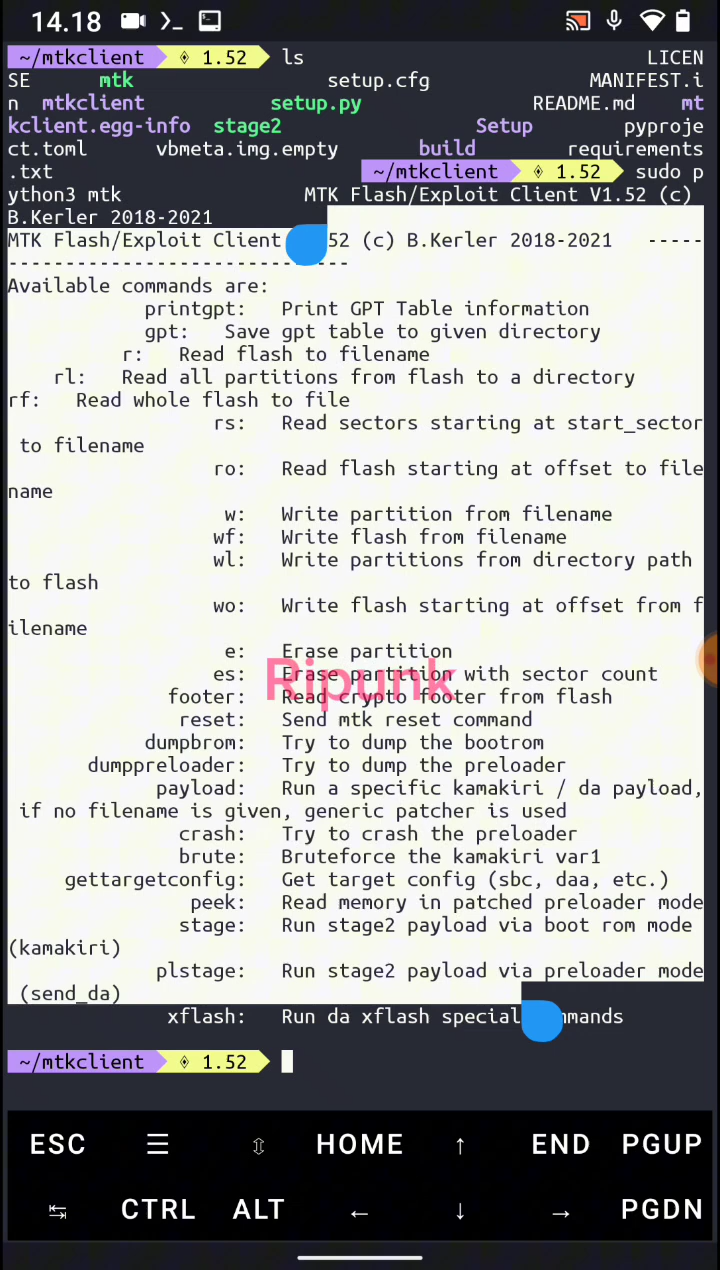 14.18
~/mtkclient 1.52 ls LICEN
SE mtk setup.cfg MANIFEST.i
n mtkclient setup.py README.md mt
kclient.egg-info stage2 Setup pyproje
ct.toml vbmeta.img.empty build requirements
.txt ~/mtkclient 1.52 sudo p
ython3 mtk MTK Flash/Exploit Client V1.52 (c)
B.Kerler 2018-2021
MTK Flash/Exploit Client 52 (c) B.Kerler 2018-2021 -----
------------------------------
Available commands are:
printgpt: Print GPT Table information
gpt: Save gpt table to given directory
r: Read flash to filename
rl: Read all partitions from flash to a directory
rf: Read whole flash to file
rs: Read sectors starting at start_sector
to filename
ro: Read flash starting at offset to file
name
w: Write partition from filename
wf: Write flash from filename
wl: Write partitions from directory path
to flash
wo: Write flash starting at offset from f
ilename
e: Erase partition
es: Erase partition with sector count
Ripunk
footer: Read crypto footer from flash
reset: Send mtk reset command
dumpbrom: Try to dump the bootrom
dumppreloader: Try to dump the preloader
payload: Run a specific kamakiri / da payload,
if no filename is given, generic patcher is used
crash: Try to crash the preloader
brute: Bruteforce the kamakiri var1
gettargetconfig: Get target config (sbc, daa, etc.)
peek: Read memory in patched preloader mode
stage: Run stage2 payload via boot rom mode
(kamakiri)
plstage: Run stage2 payload via preloader mode
(send_da)
xflash: Run da xflash special mmands
~/mtkclient 1.52
ESC ☰ ⇳ HOME ↑ END PGUP
↹ CTRL ALT ← ↓ → PGDN